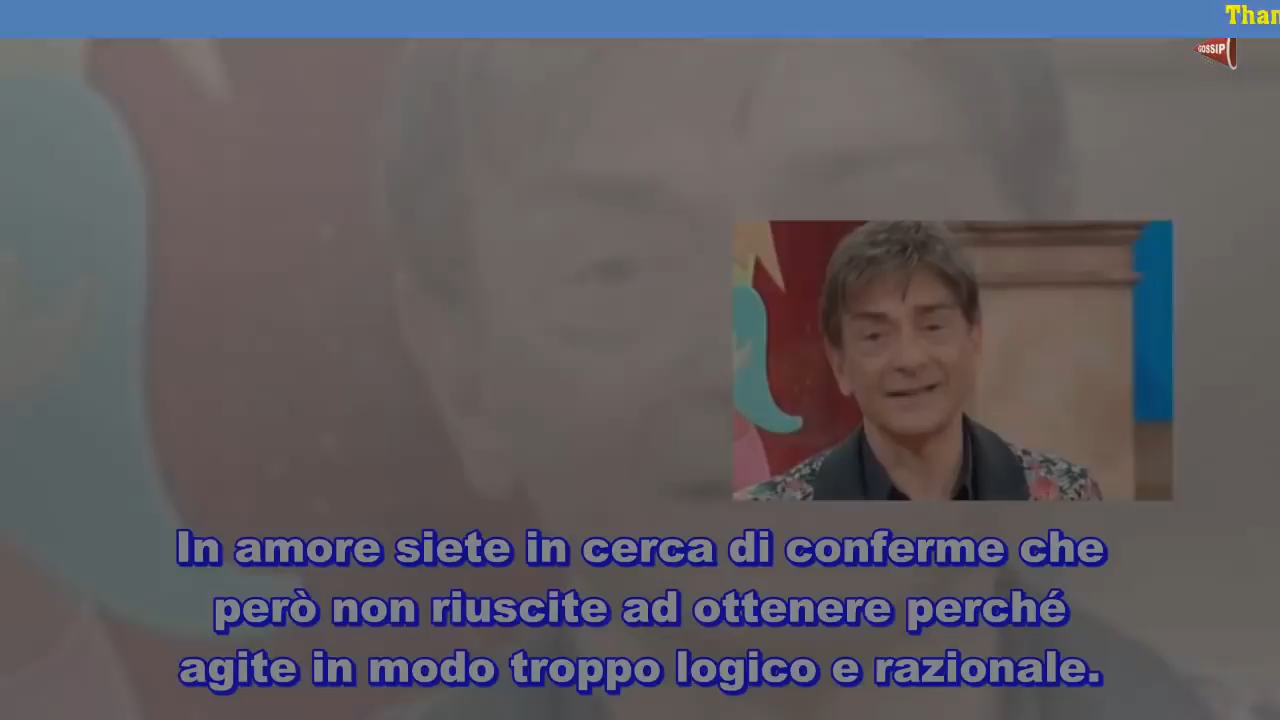 Than
GOSSIP
In amore siete in cerca di conferme che
però non riuscite ad ottenere perché
agite in modo troppo logico e razionale.